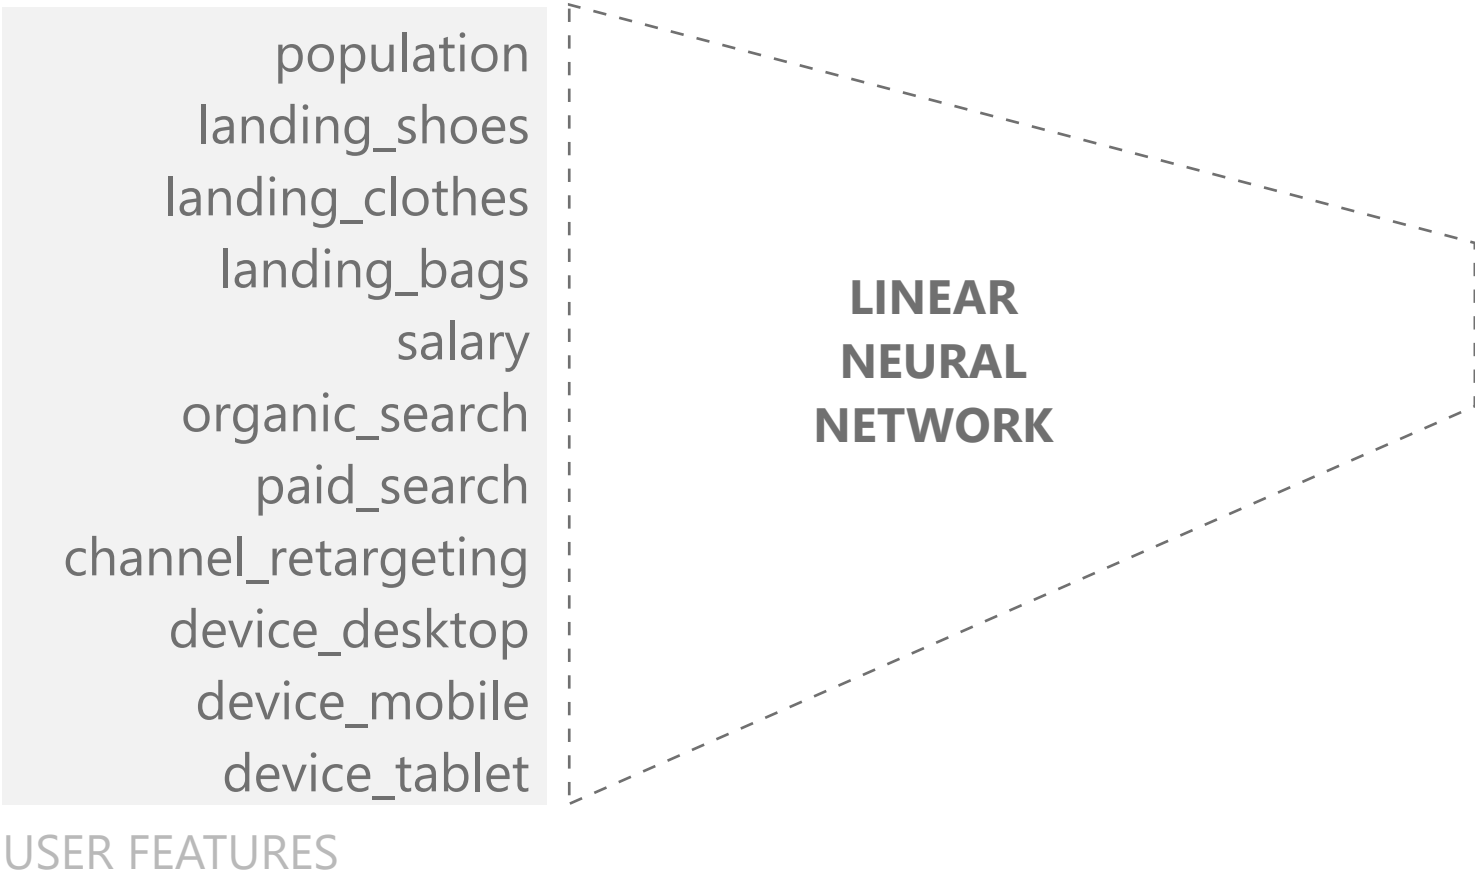 population
landing_shoes
landing_clothes
landing_bags
salary
organic_search
paid_search
channel_retargeting
device_desktop
device_mobile
device_tablet
USER FEATURES
LINEAR
NEURAL
NETWORK